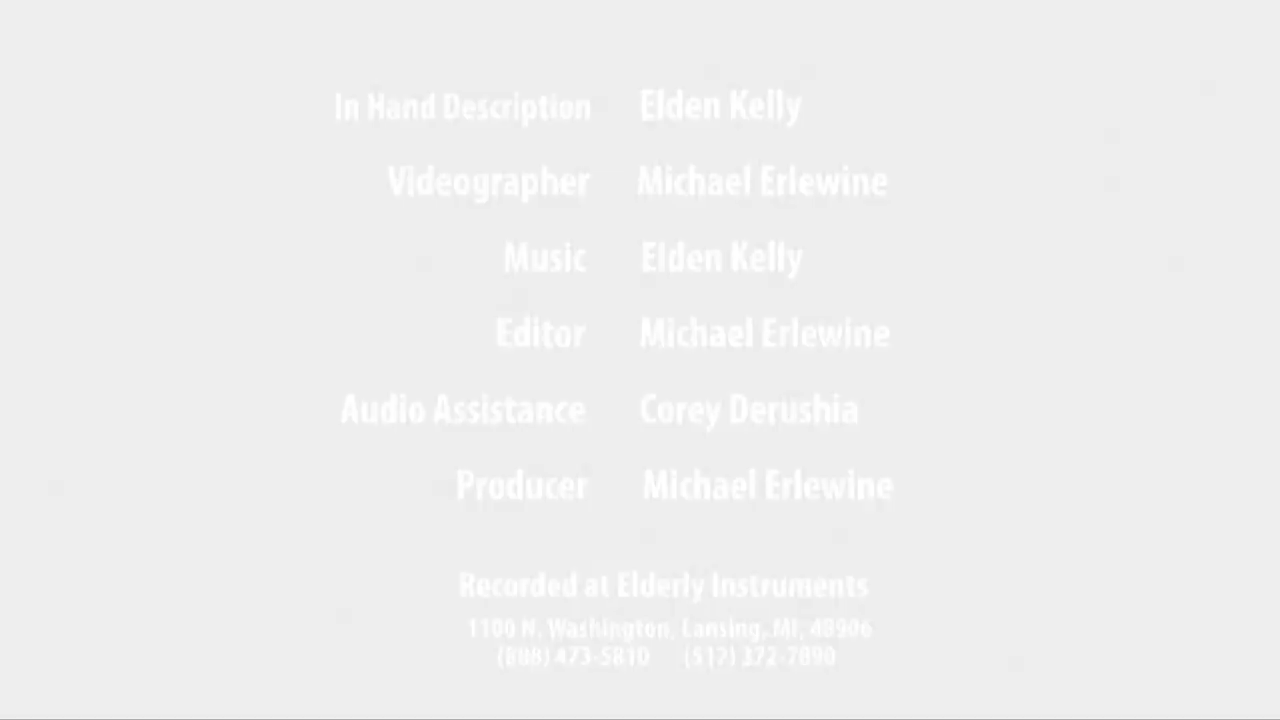 In Hand Description Elden Kelly
Videographer Michael Erlewine
Music Elden Kelly
Editor Michael Erlewine
Audio Assistance Corey Derushia
Producer Michael Erlewine
Recorded at Elderly Instruments
1100 N. Washington, Lansing, MI, 48906
(888) 473-5810 (517) 372-7890